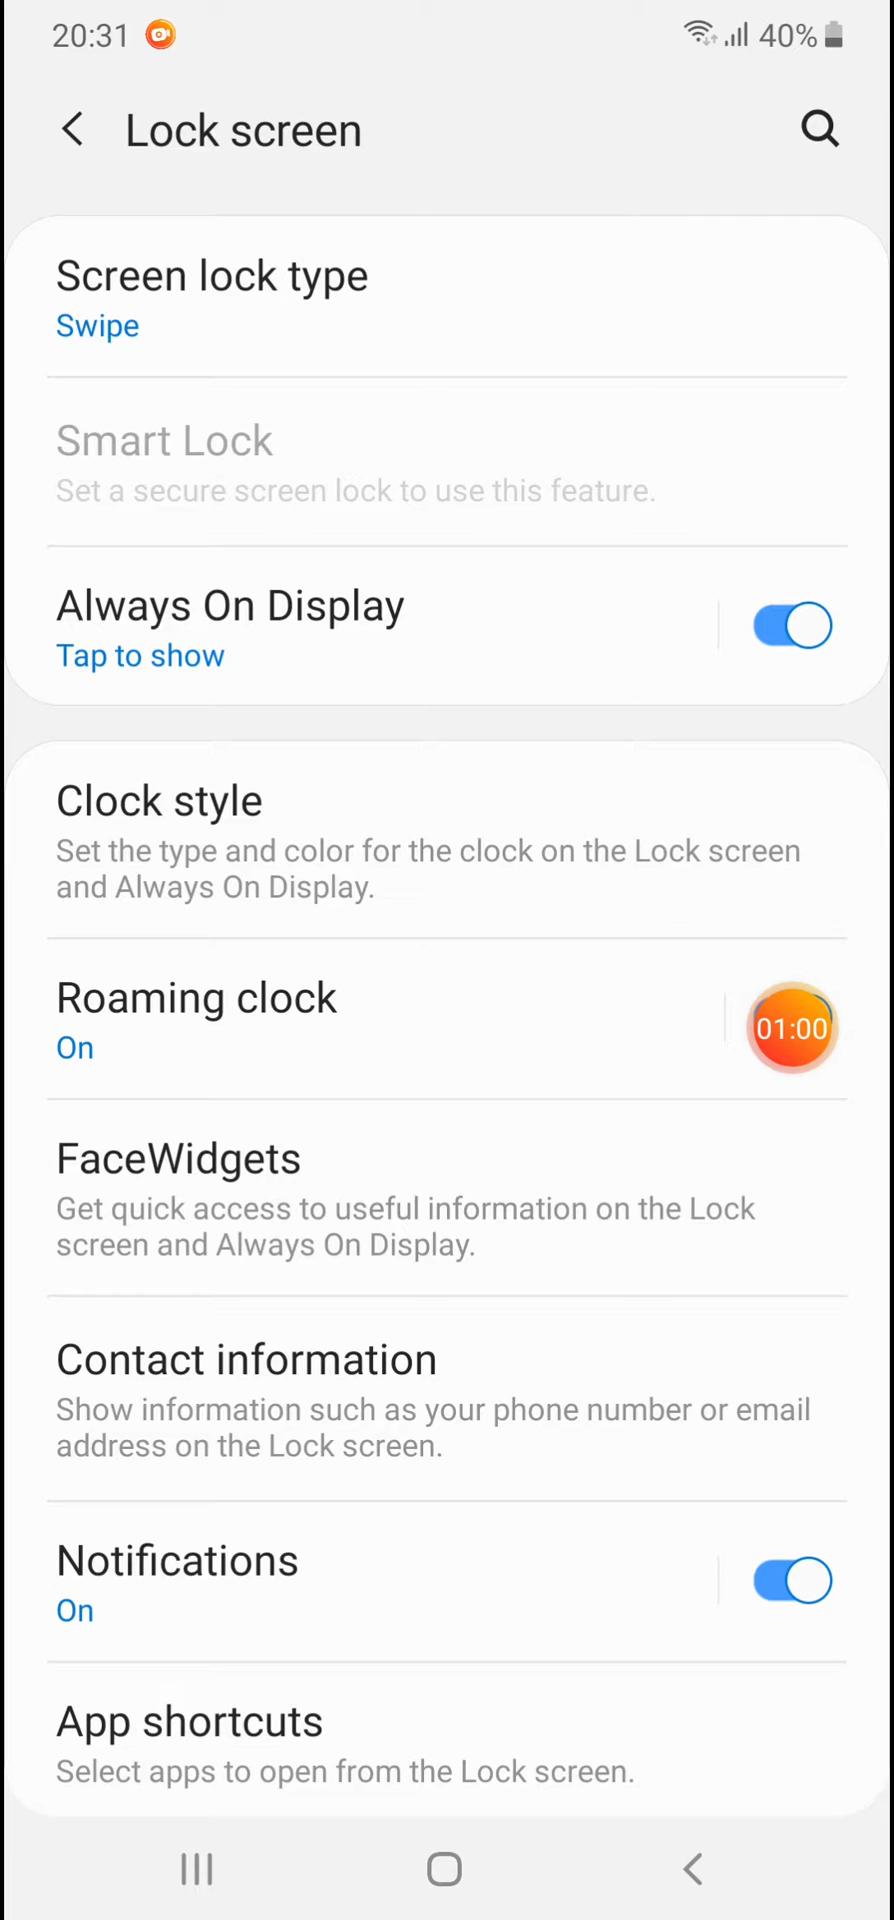 20:31
40%
Lock screen
Screen lock type
Swipe
Smart Lock
Set a secure screen lock to use this feature.
Always On Display
Tap to show
Clock style
Set the type and color for the clock on the Lock screen
and Always On Display.
Roaming clock
On
01:00
FaceWidgets
Get quick access to useful information on the Lock
screen and Always On Display.
Contact information
Show information such as your phone number or email
address on the Lock screen.
Notifications
On
App shortcuts
Select apps to open from the Lock screen.